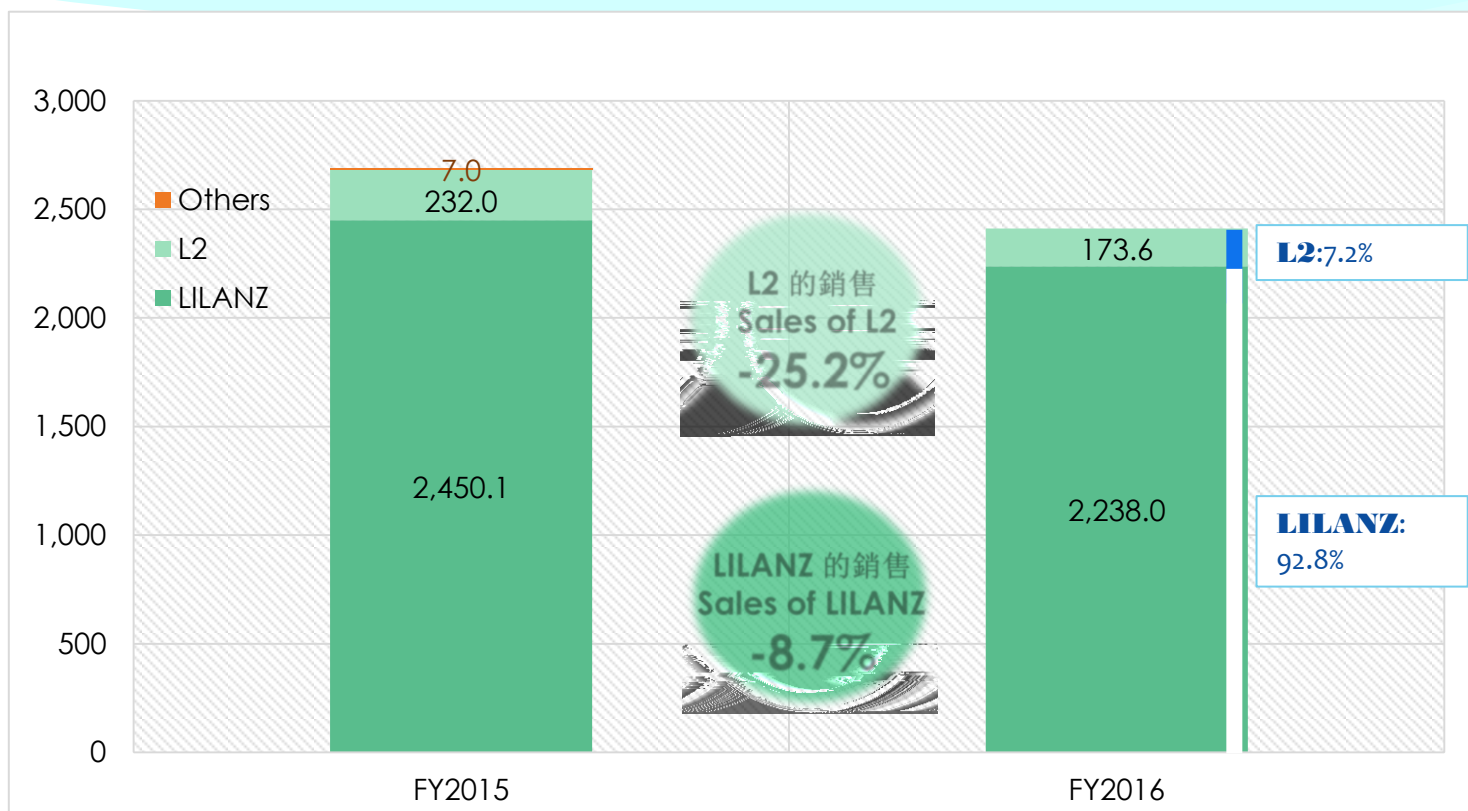 3,000
2,500
2,000
1,500
1,000
500
0
Others
L2
LILANZ
7.0
232.0
2,450.1
L2 的銷售
Sales of L2
-25.2%
LILANZ 的銷售
Sales of LILANZ
-8.7%
173.6
2,238.0
L2:7.2%
LILANZ:
92.8%
FY2015
FY2016